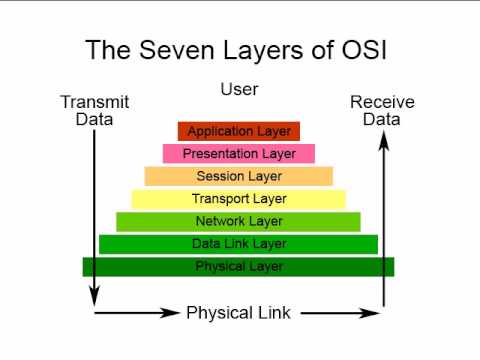 The Seven Layers of OSI
User
Transmit
Data
Receive
Data
Application Layer
Presentation Layer
Session Layer
Transport Layer
Network Layer
Data Link Layer
Physical Layer
Physical Link